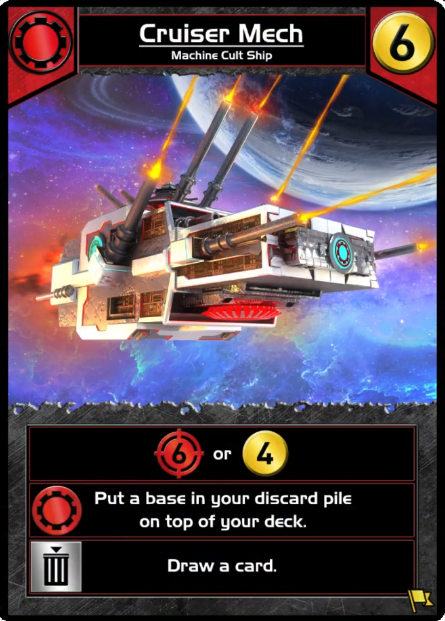 Cruiser Mech
Machine Cult Ship
6
6 or 4
Put a base in your discard pile
on top of your deck.
Draw a card.